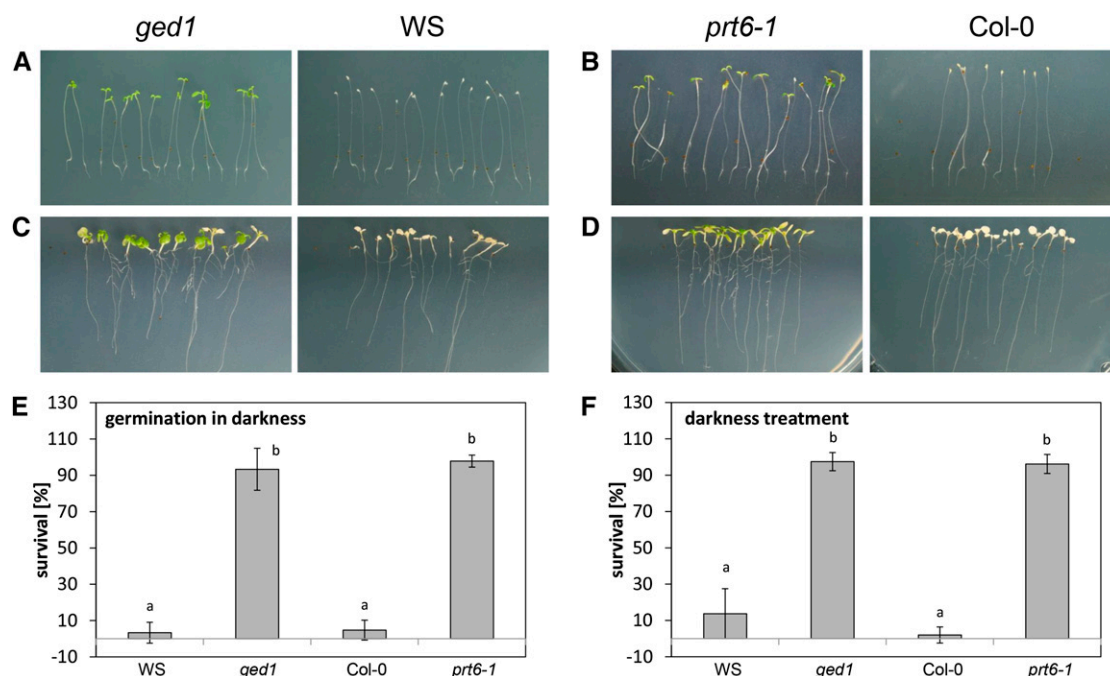 ged1 WS prt6-1 Col-0
A B
C D
E F
130 germination in darkness 130 darkness treatment
110 b b 110 b b
90 90
70 70
50 50
30 30
10 a a 10 a a
-10 -10
survival [%] survival [%]
WS ged1 Col-0 prt6-1 WS ged1 Col-0 prt6-1